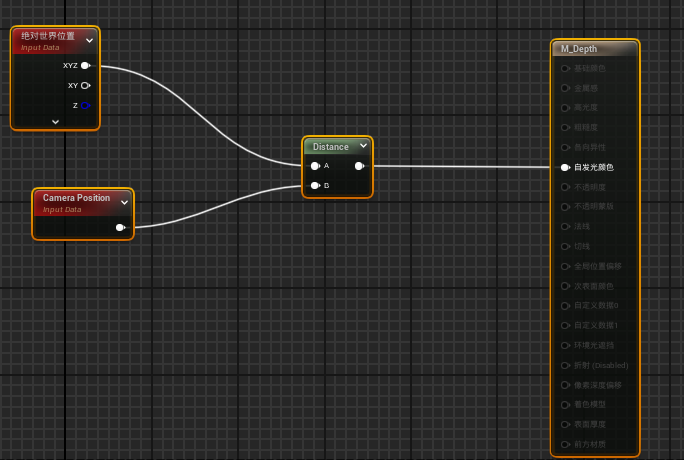 绝对世界位置
Input Data
XYZ
XY
Z
Camera Position
Input Data
Distance
A
B
M_Depth
基础颜色
金属感
高光度
粗糙度
各向异性
自发光颜色
不透明度
不透明蒙版
法线
切线
全局位置偏移
次表面颜色
自定义数据0
自定义数据1
环境光遮挡
折射 (Disabled)
像素深度偏移
着色模型
表面厚度
前方材质